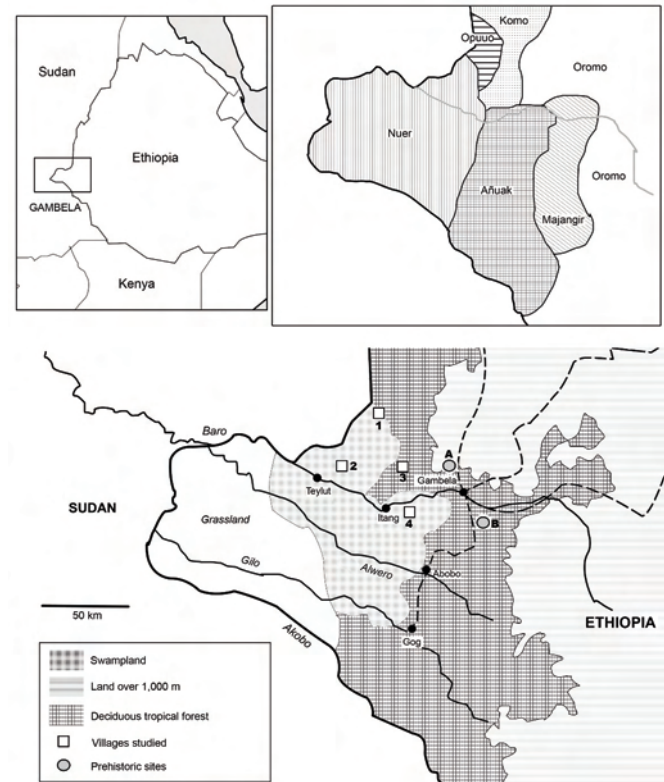 Sudan
Ethiopia
GAMBELA
Kenya
Komo
Opuuo
Oromo
Nuer
Añuak
Oromo
Majangir
1
Baro
2
3
A
Gambela
Teylut
SUDAN
Grassland
Itang
4
B
Gilo
Alwero
Abobo
50 km
Akobo
Gog
ETHIOPIA
Swampland
Land over 1,000 m
Deciduous tropical forest
Villages studied
Prehistoric sites